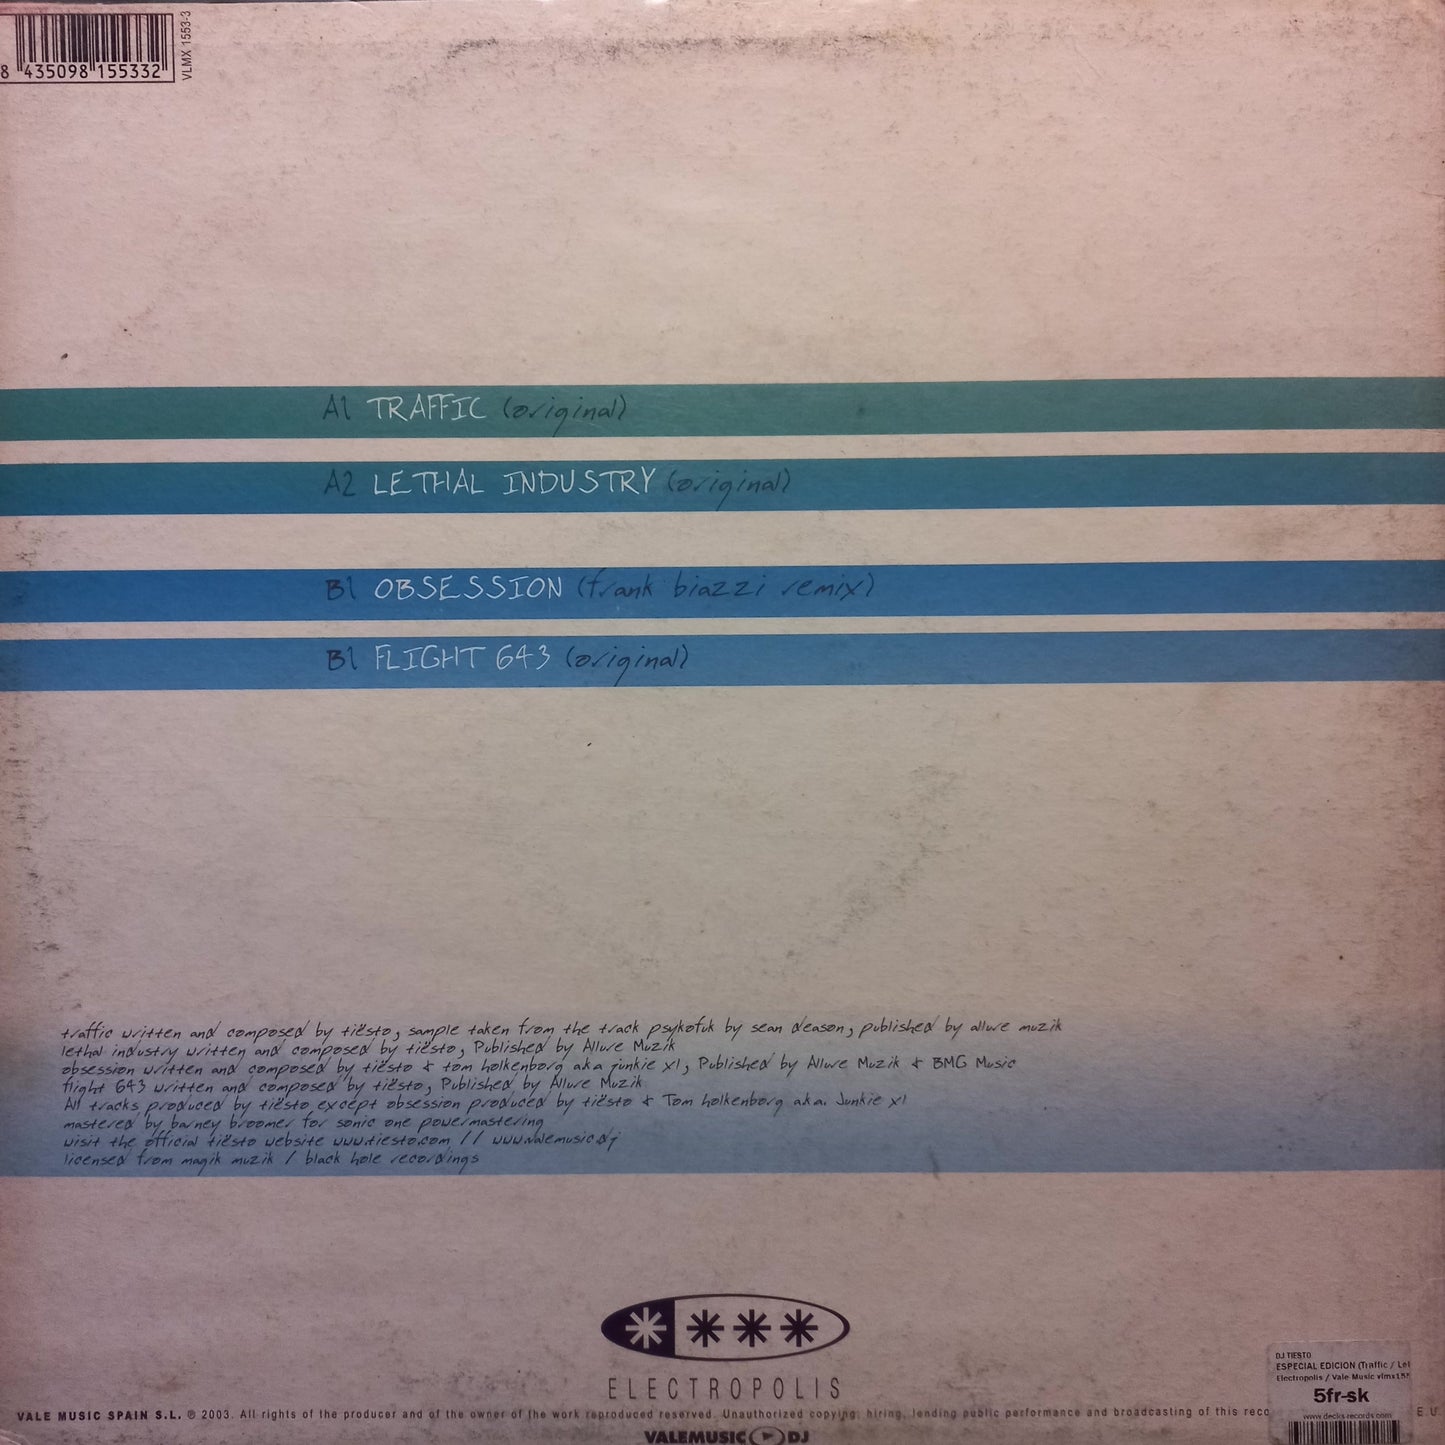 8 435098 155332
VLMX 1553-3
A1 TRAFFIC (original)
A2 LETHAL INDUSTRY (original)
B1 OBSESSION (frank biazzi remix)
B1 FLIGHT 643 (original)
traffic written and composed by tiësto, sample taken from the track psykofuk by sean deason, published by allure muzik
lethal industry written and composed by tiësto, Published by Allure Muzik
obsession written and composed by tiësto & tom holkenborg aka junkie xl, Published by Allure Muzik & BMG Music
flight 643 written and composed by tiësto, Published by Allure Muzik
All tracks produced by tiësto except obsession produced by tiësto & Tom holkenborg a.k.a. Junkie xl
mastered by barney broomer for sonic one powermastering
visit the official tiësto website www.tiesto.com // www.valemusic.dj
licensed from magik muzik / black hole recordings
ELECTROPOLIS
VALE MUSIC SPAIN S.L. ℗ 2003. All rights of the producer and of the owner of the work reproduced reserved. Unauthorized copying, hiring, lending public performance and broadcasting of this reco E.U.
VALEMUSIC DJ
DJ TIESTO
ESPECIAL EDICION (Traffic / Let
Electropolis / Vale Music vlmx155
5fr-sk
www.decks-records.com